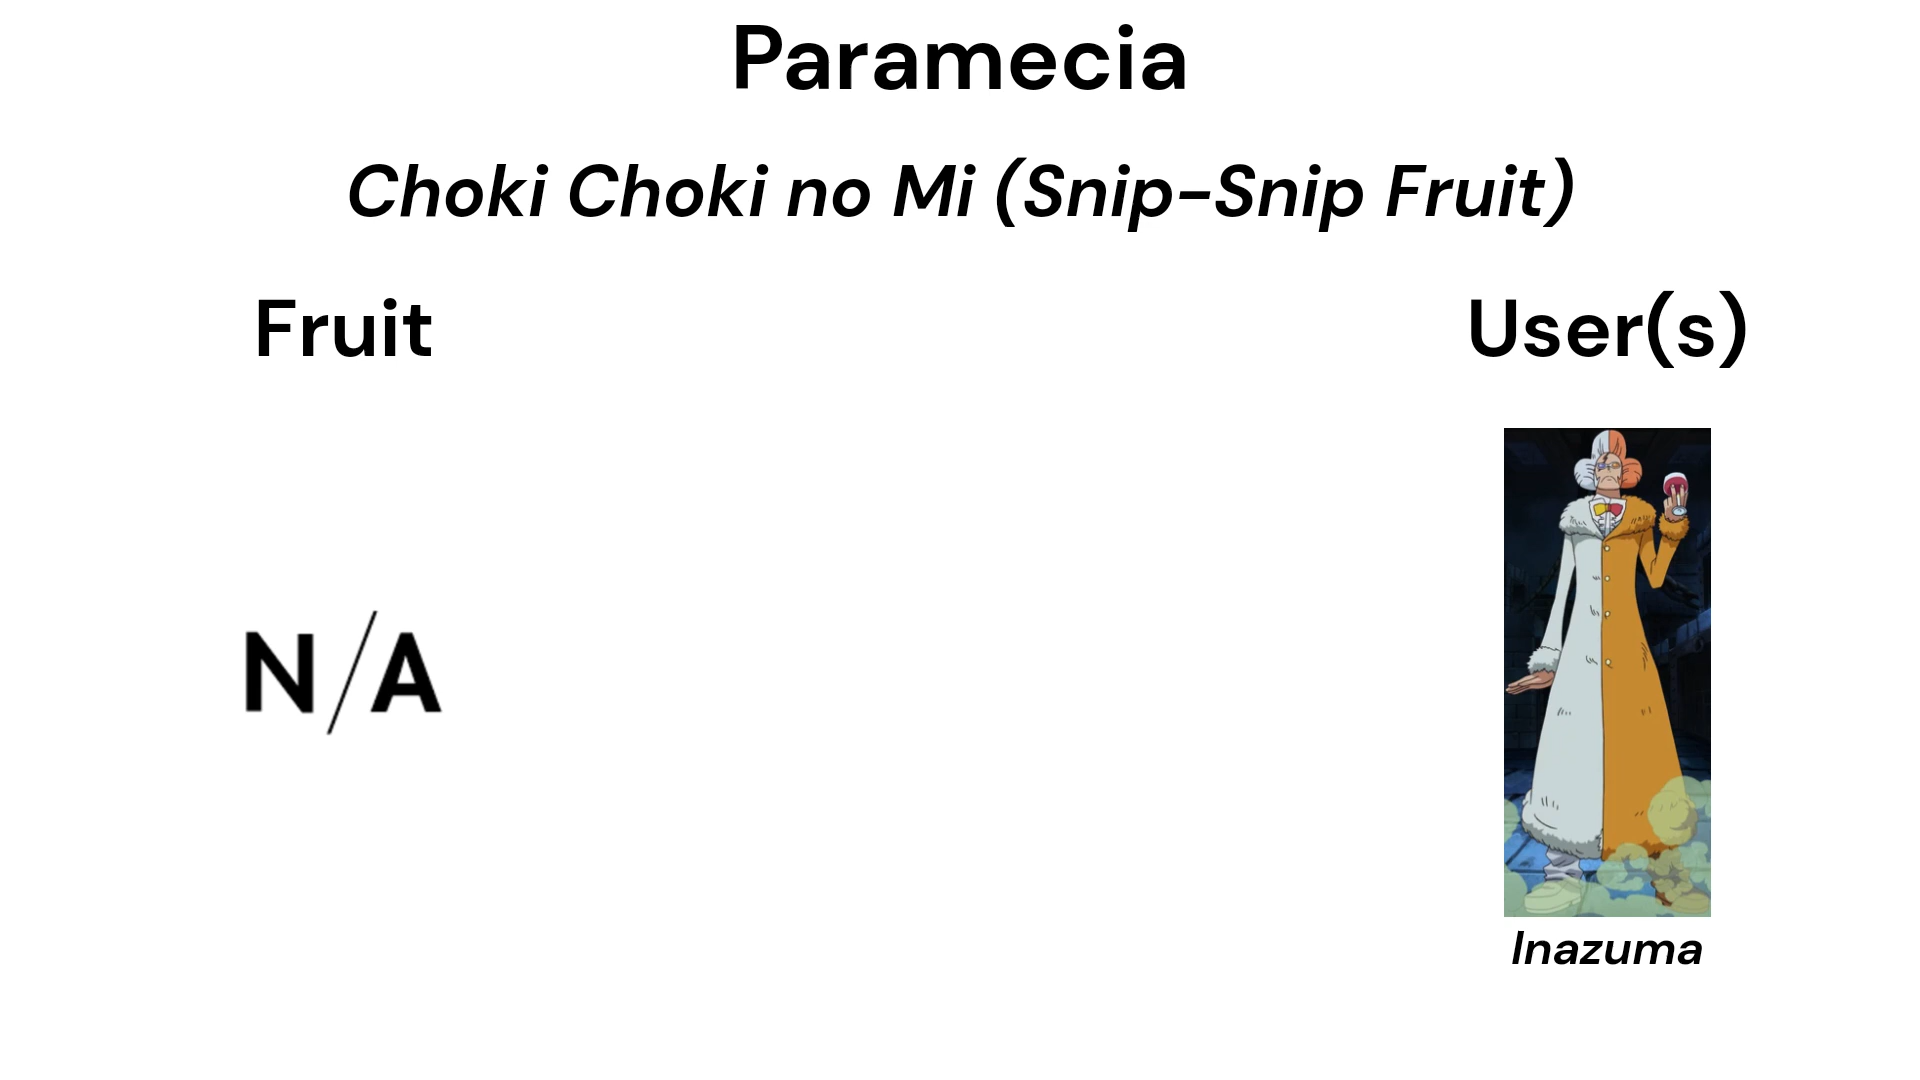 Paramecia
Choki Choki no Mi (Snip-Snip Fruit)
Fruit
User(s)
N/A
Inazuma